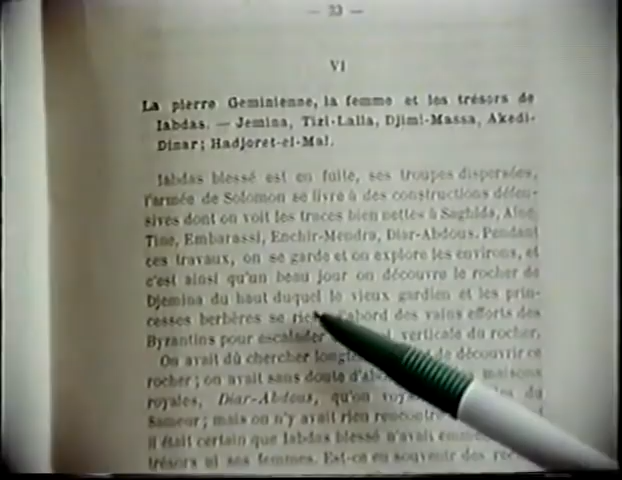 — 33 —
VI
La pierre Geminienne, la femme et les trésors de
Iabdas. — Jemina, Tizi-Lalla, Djiml-Massa, Akedi-
Dinar; Hadjoret-el-Mal.
Iabdas blessé est en fuite, ses troupes dispersées,
l'armée de Solomon se livre à des constructions défen-
sives dont on voit les traces bien nettes à Saghida, Aïne
Tine, Embarassi, Enchir-Mendra, Diar-Abdous. Pendant
ces travaux, on se garde et on explore les environs, et
c'est ainsi qu'un beau jour on découvre le rocher de
Djemina du haut duquel le vieux gardien et les prin-
cesses berbères se d'abord des vains efforts des
Byzantins pour escalader verticale du rocher.
On avait dû chercher de découvrir ce
rocher; on avait sans doute maisons
royales, Diar-Abdous, qu'on du
Sameur; mais on n'y avait rien
il était certain que Iabdas blessé n'avait
trésors ni ses femmes. Est-ce en souvenir des